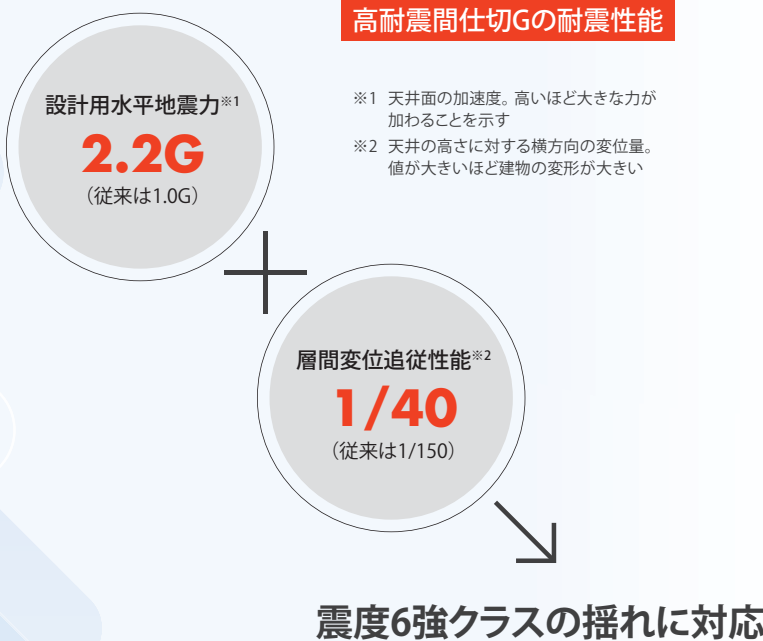 高耐震間仕切Gの耐震性能
設計用水平地震力※1
2.2G
（従来は1.0G）
※1 天井面の加速度。高いほど大きな力が
加わることを示す
※2 天井の高さに対する横方向の変位量。
値が大きいほど建物の変形が大きい
層間変位追従性能※2
1/40
（従来は1/150）
震度6強クラスの揺れに対応